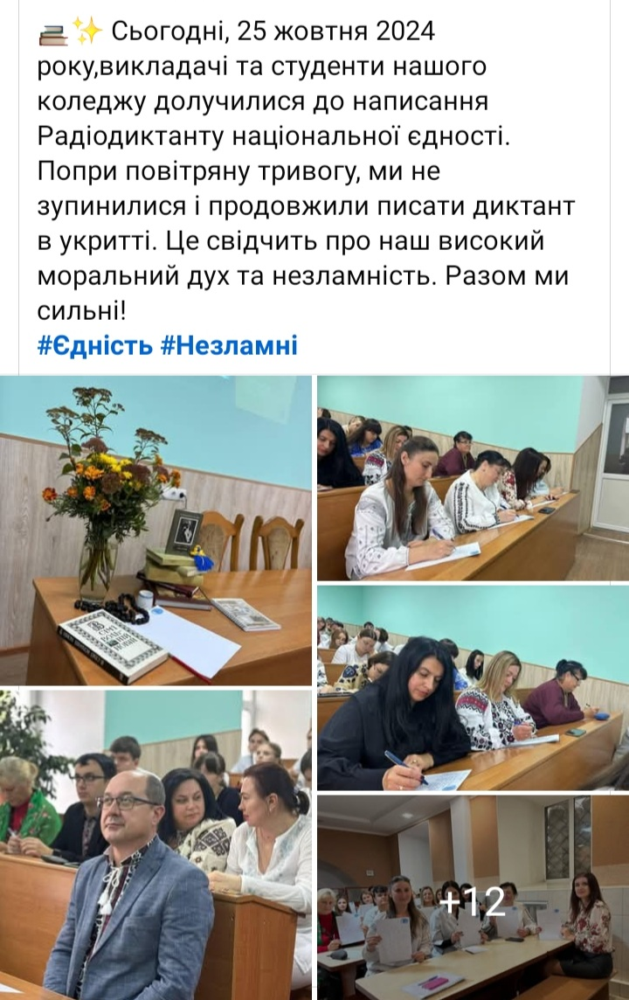 📚✨ Сьогодні, 25 жовтня 2024
року,викладачі та студенти нашого
коледжу долучилися до написання
Радіодиктанту національної єдності.
Попри повітряну тривогу, ми не
зупинилися і продовжили писати диктант
в укритті. Це свідчить про наш високий
моральний дух та незламність. Разом ми
сильні!
#Єдність #Незламні
+12